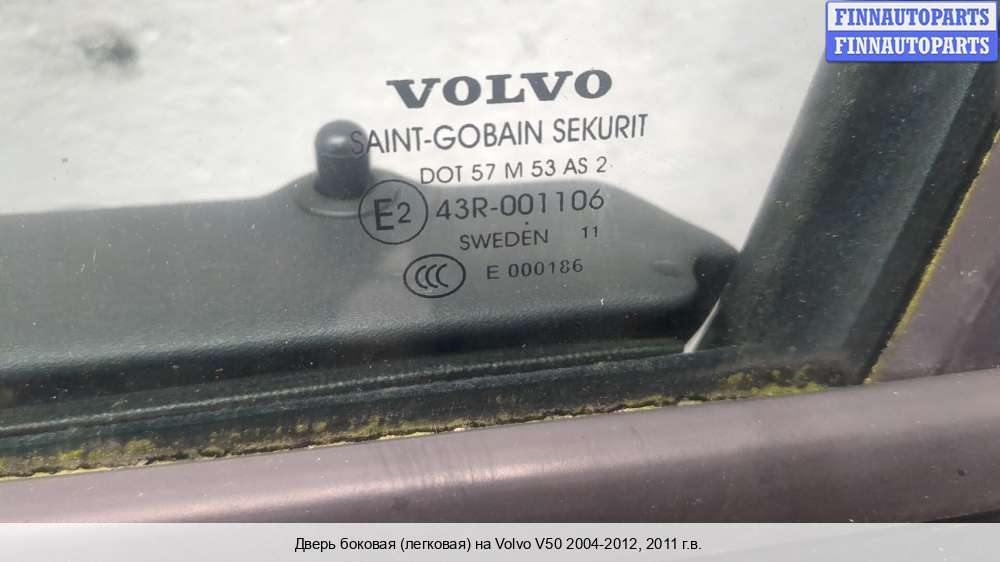 FINNAUTOPARTS
FINNAUTOPARTS
VOLVO
SAINT-GOBAIN SEKURIT
DOT 57 M 53 AS 2
E2 43R-001106
SWEDEN 11
CCC E 000186
Дверь боковая (легковая) на Volvo V50 2004-2012, 2011 г.в.